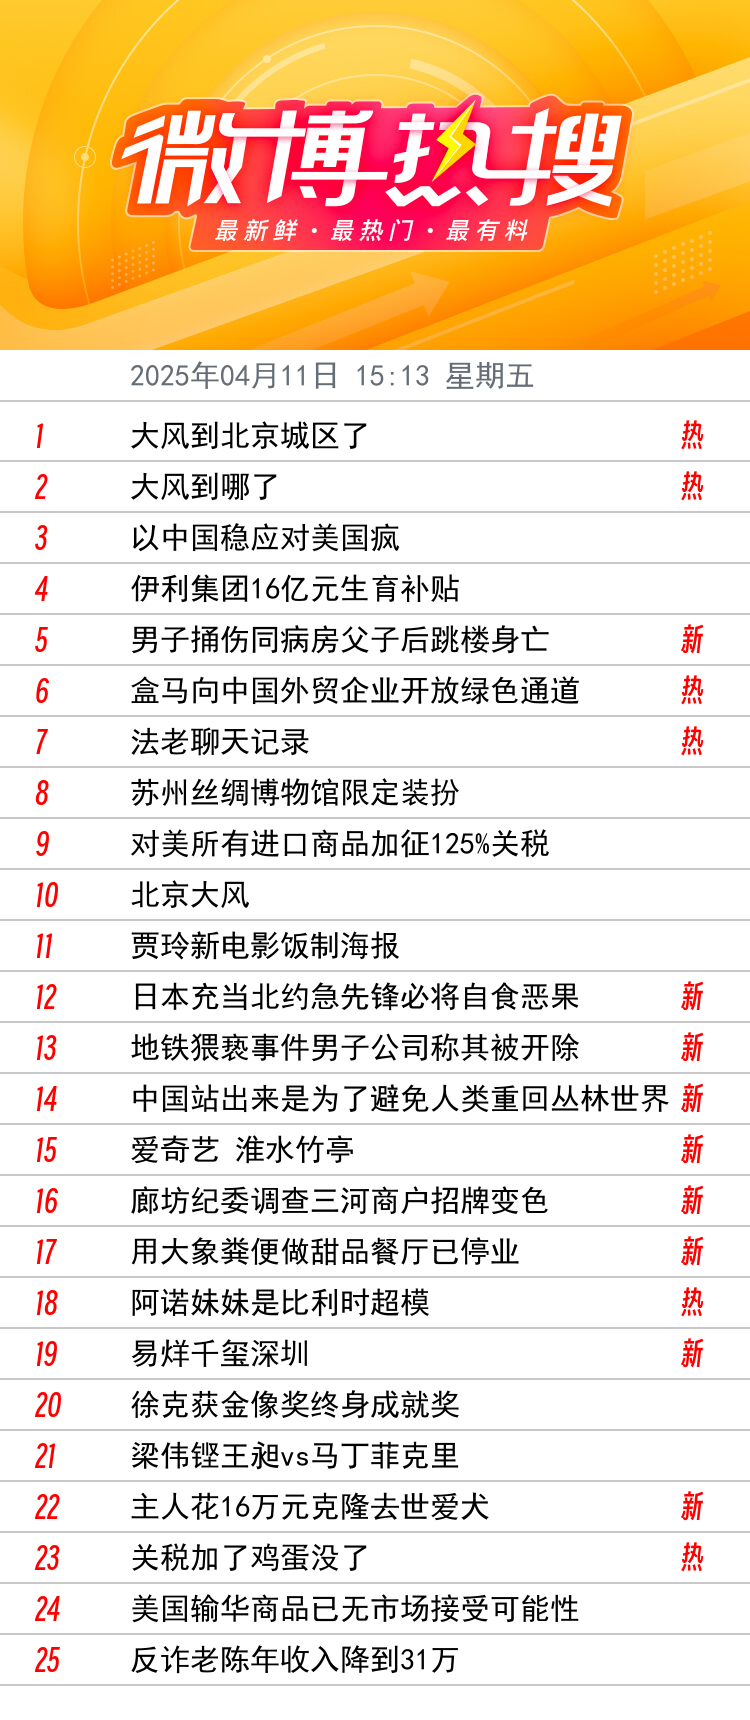 微博热搜
最新鲜·最热门·最有料
2025年04月11日 15:13 星期五
1 大风到北京城区了 热
2 大风到哪了 热
3 以中国稳应对美国疯
4 伊利集团16亿元生育补贴
5 男子捅伤同病房父子后跳楼身亡 新
6 盒马向中国外贸企业开放绿色通道 热
7 法老聊天记录 热
8 苏州丝绸博物馆限定装扮
9 对美所有进口商品加征125%关税
10 北京大风
11 贾玲新电影饭制海报
12 日本充当北约急先锋必将自食恶果 新
13 地铁猥亵事件男子公司称其被开除 新
14 中国站出来是为了避免人类重回丛林世界 新
15 爱奇艺 淮水竹亭 新
16 廊坊纪委调查三河商户招牌变色 新
17 用大象粪便做甜品餐厅已停业 新
18 阿诺妹妹是比利时超模 热
19 易烊千玺深圳 新
20 徐克获金像奖终身成就奖
21 梁伟铿王昶vs马丁菲克里
22 主人花16万元克隆去世爱犬 新
23 关税加了鸡蛋没了 热
24 美国输华商品已无市场接受可能性
25 反诈老陈年收入降到31万